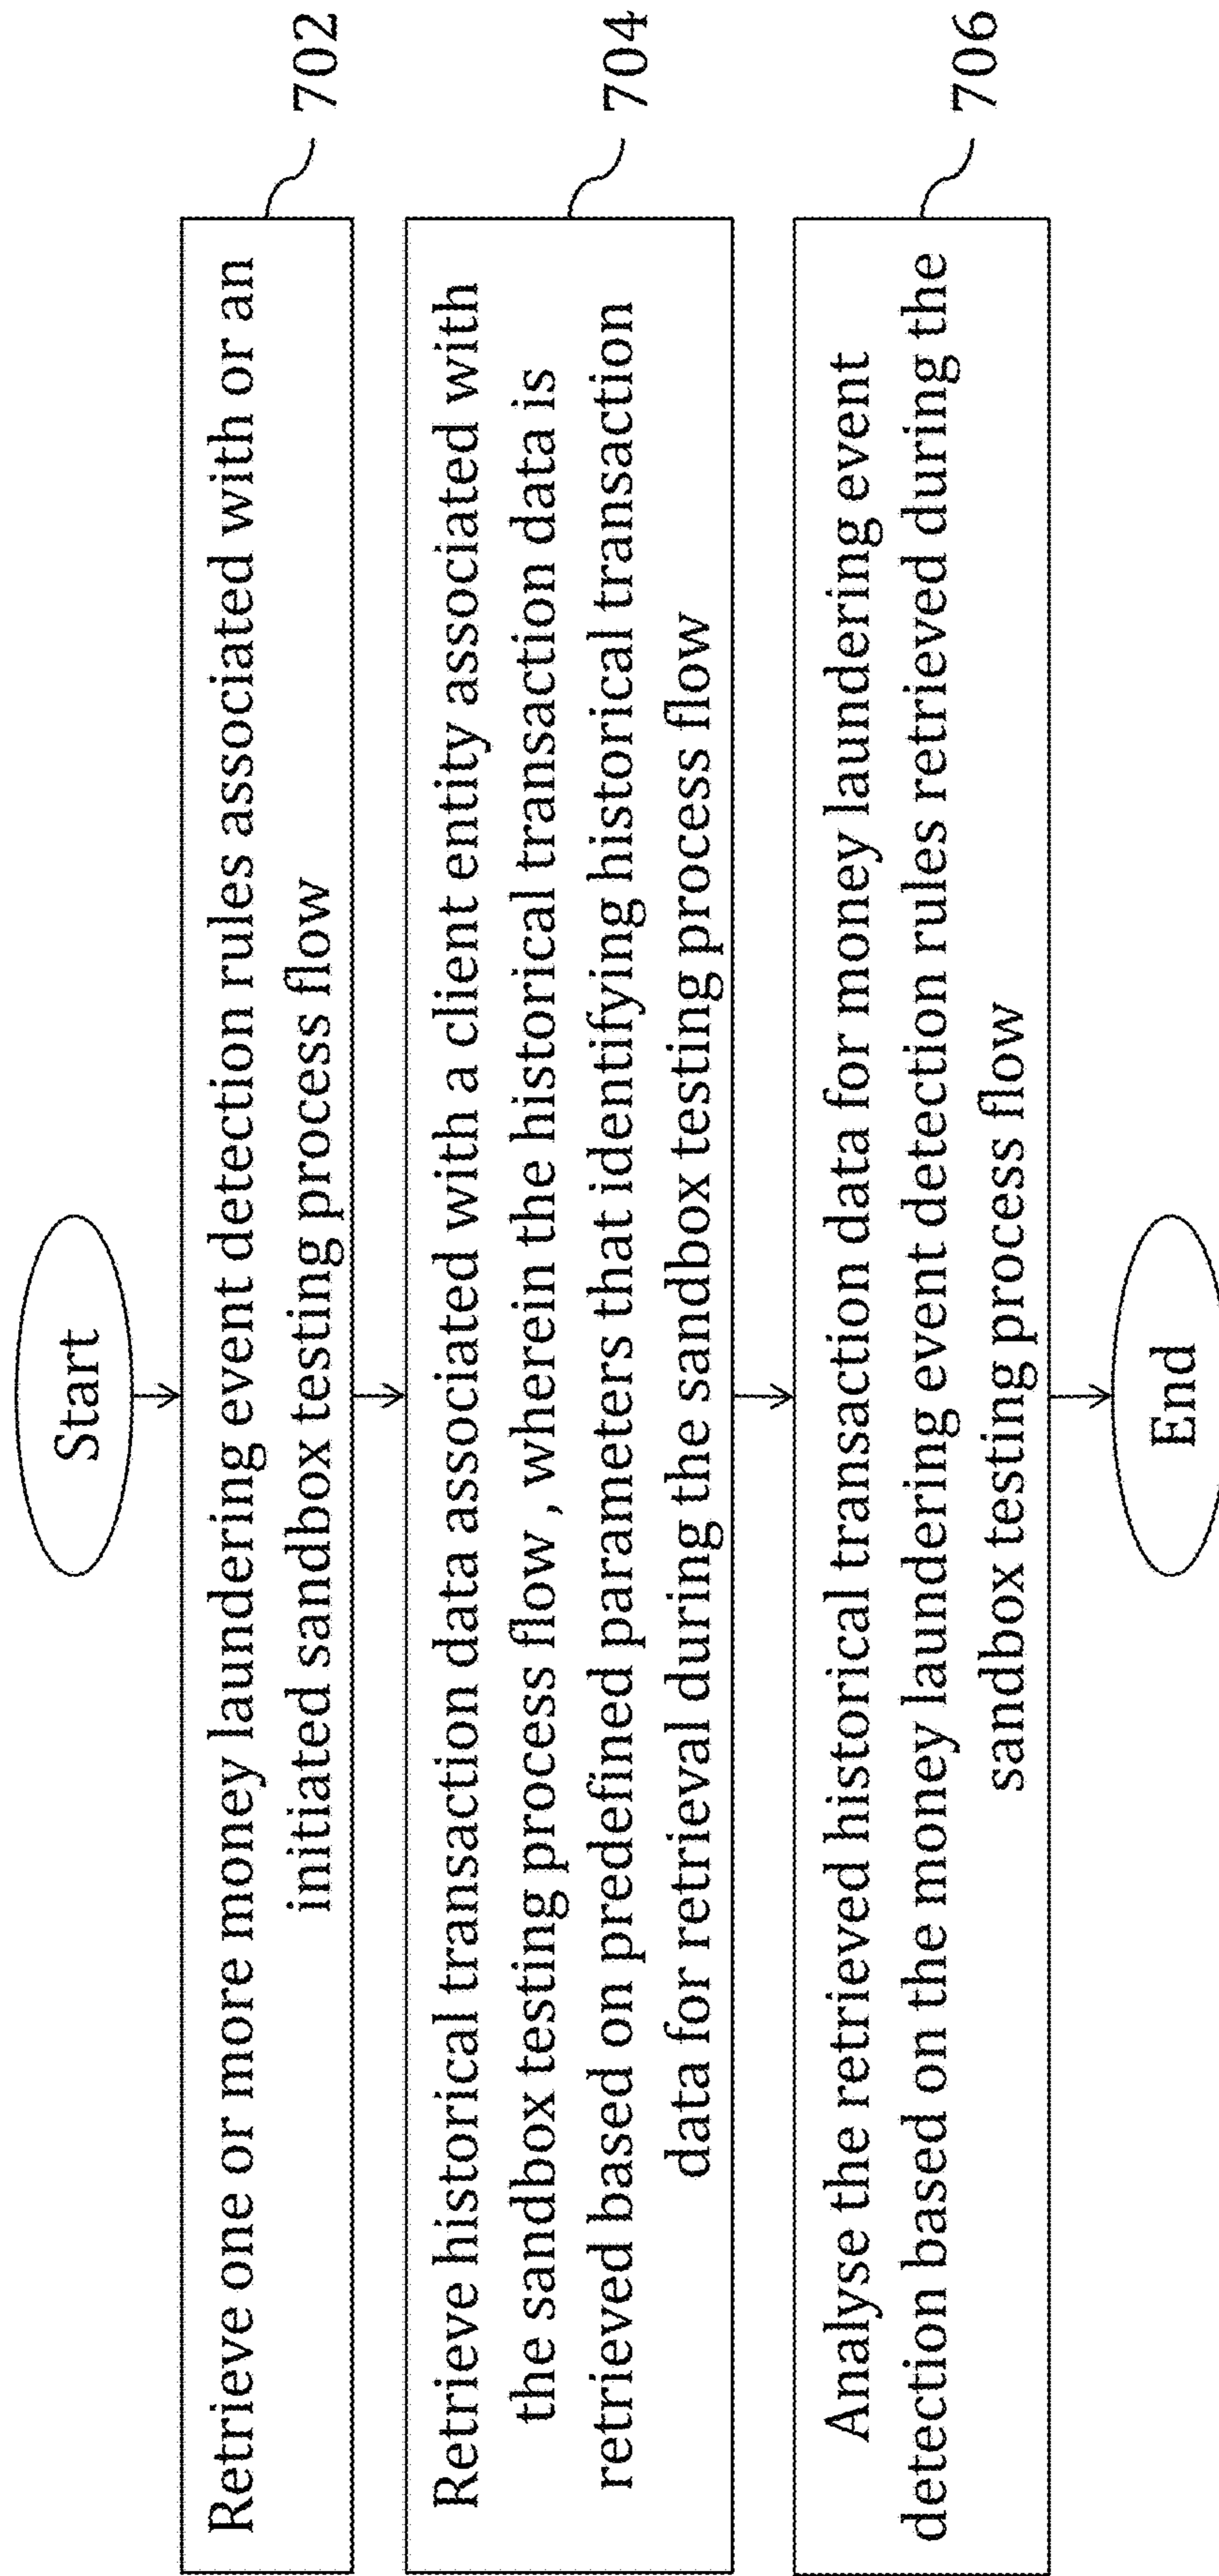 Start
Retrieve one or more money laundering event detection rules associated with or an
initiated sandbox testing process flow
702
Retrieve historical transaction data associated with a client entity associated with
the sandbox testing process flow , wherein the historical transaction data is
retrieved based on predefined parameters that identifying historical transaction
data for retrieval during the sandbox testing process flow
704
Analyse the retrieved historical transaction data for money laundering event
detection based on the money laundering event detection rules retrieved during the
sandbox testing process flow
706
End